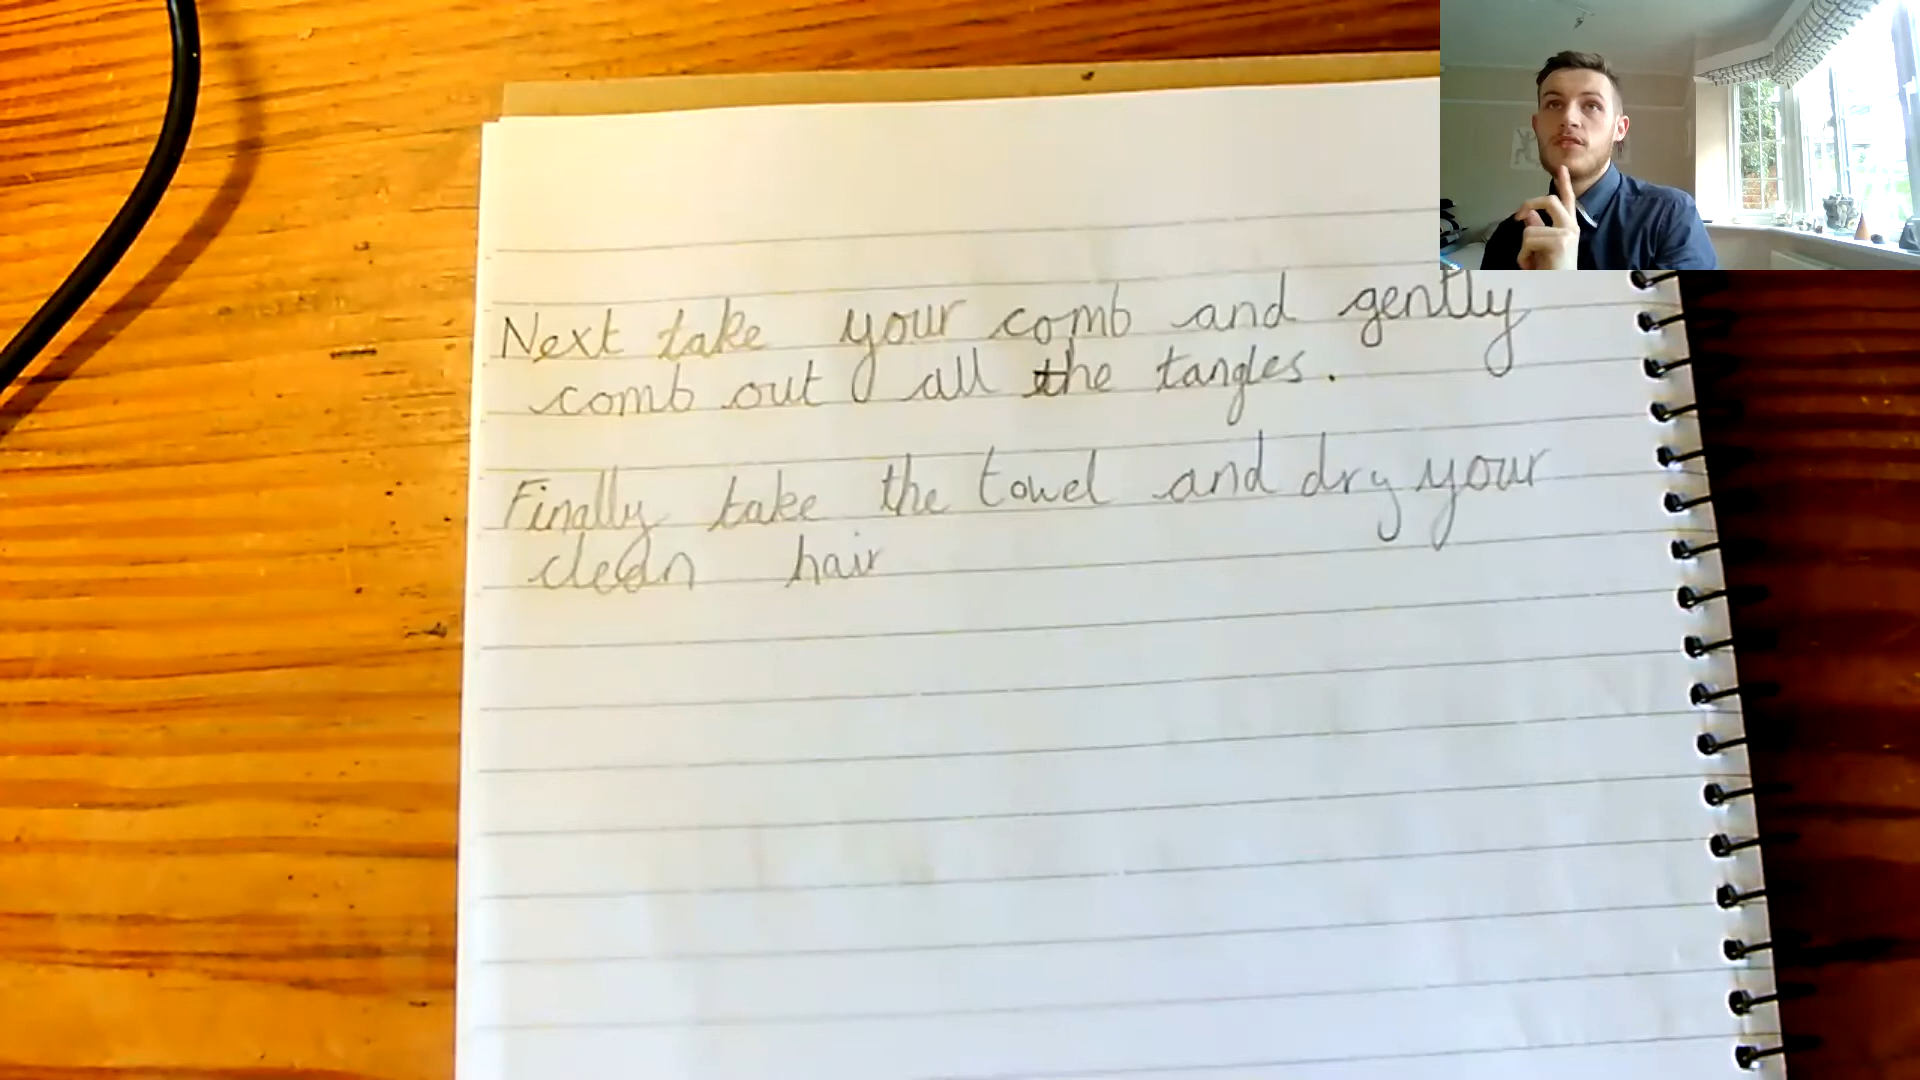 Next take your comb and gently
comb out all the tangles.
Finally take the towel and dry your
clean hair